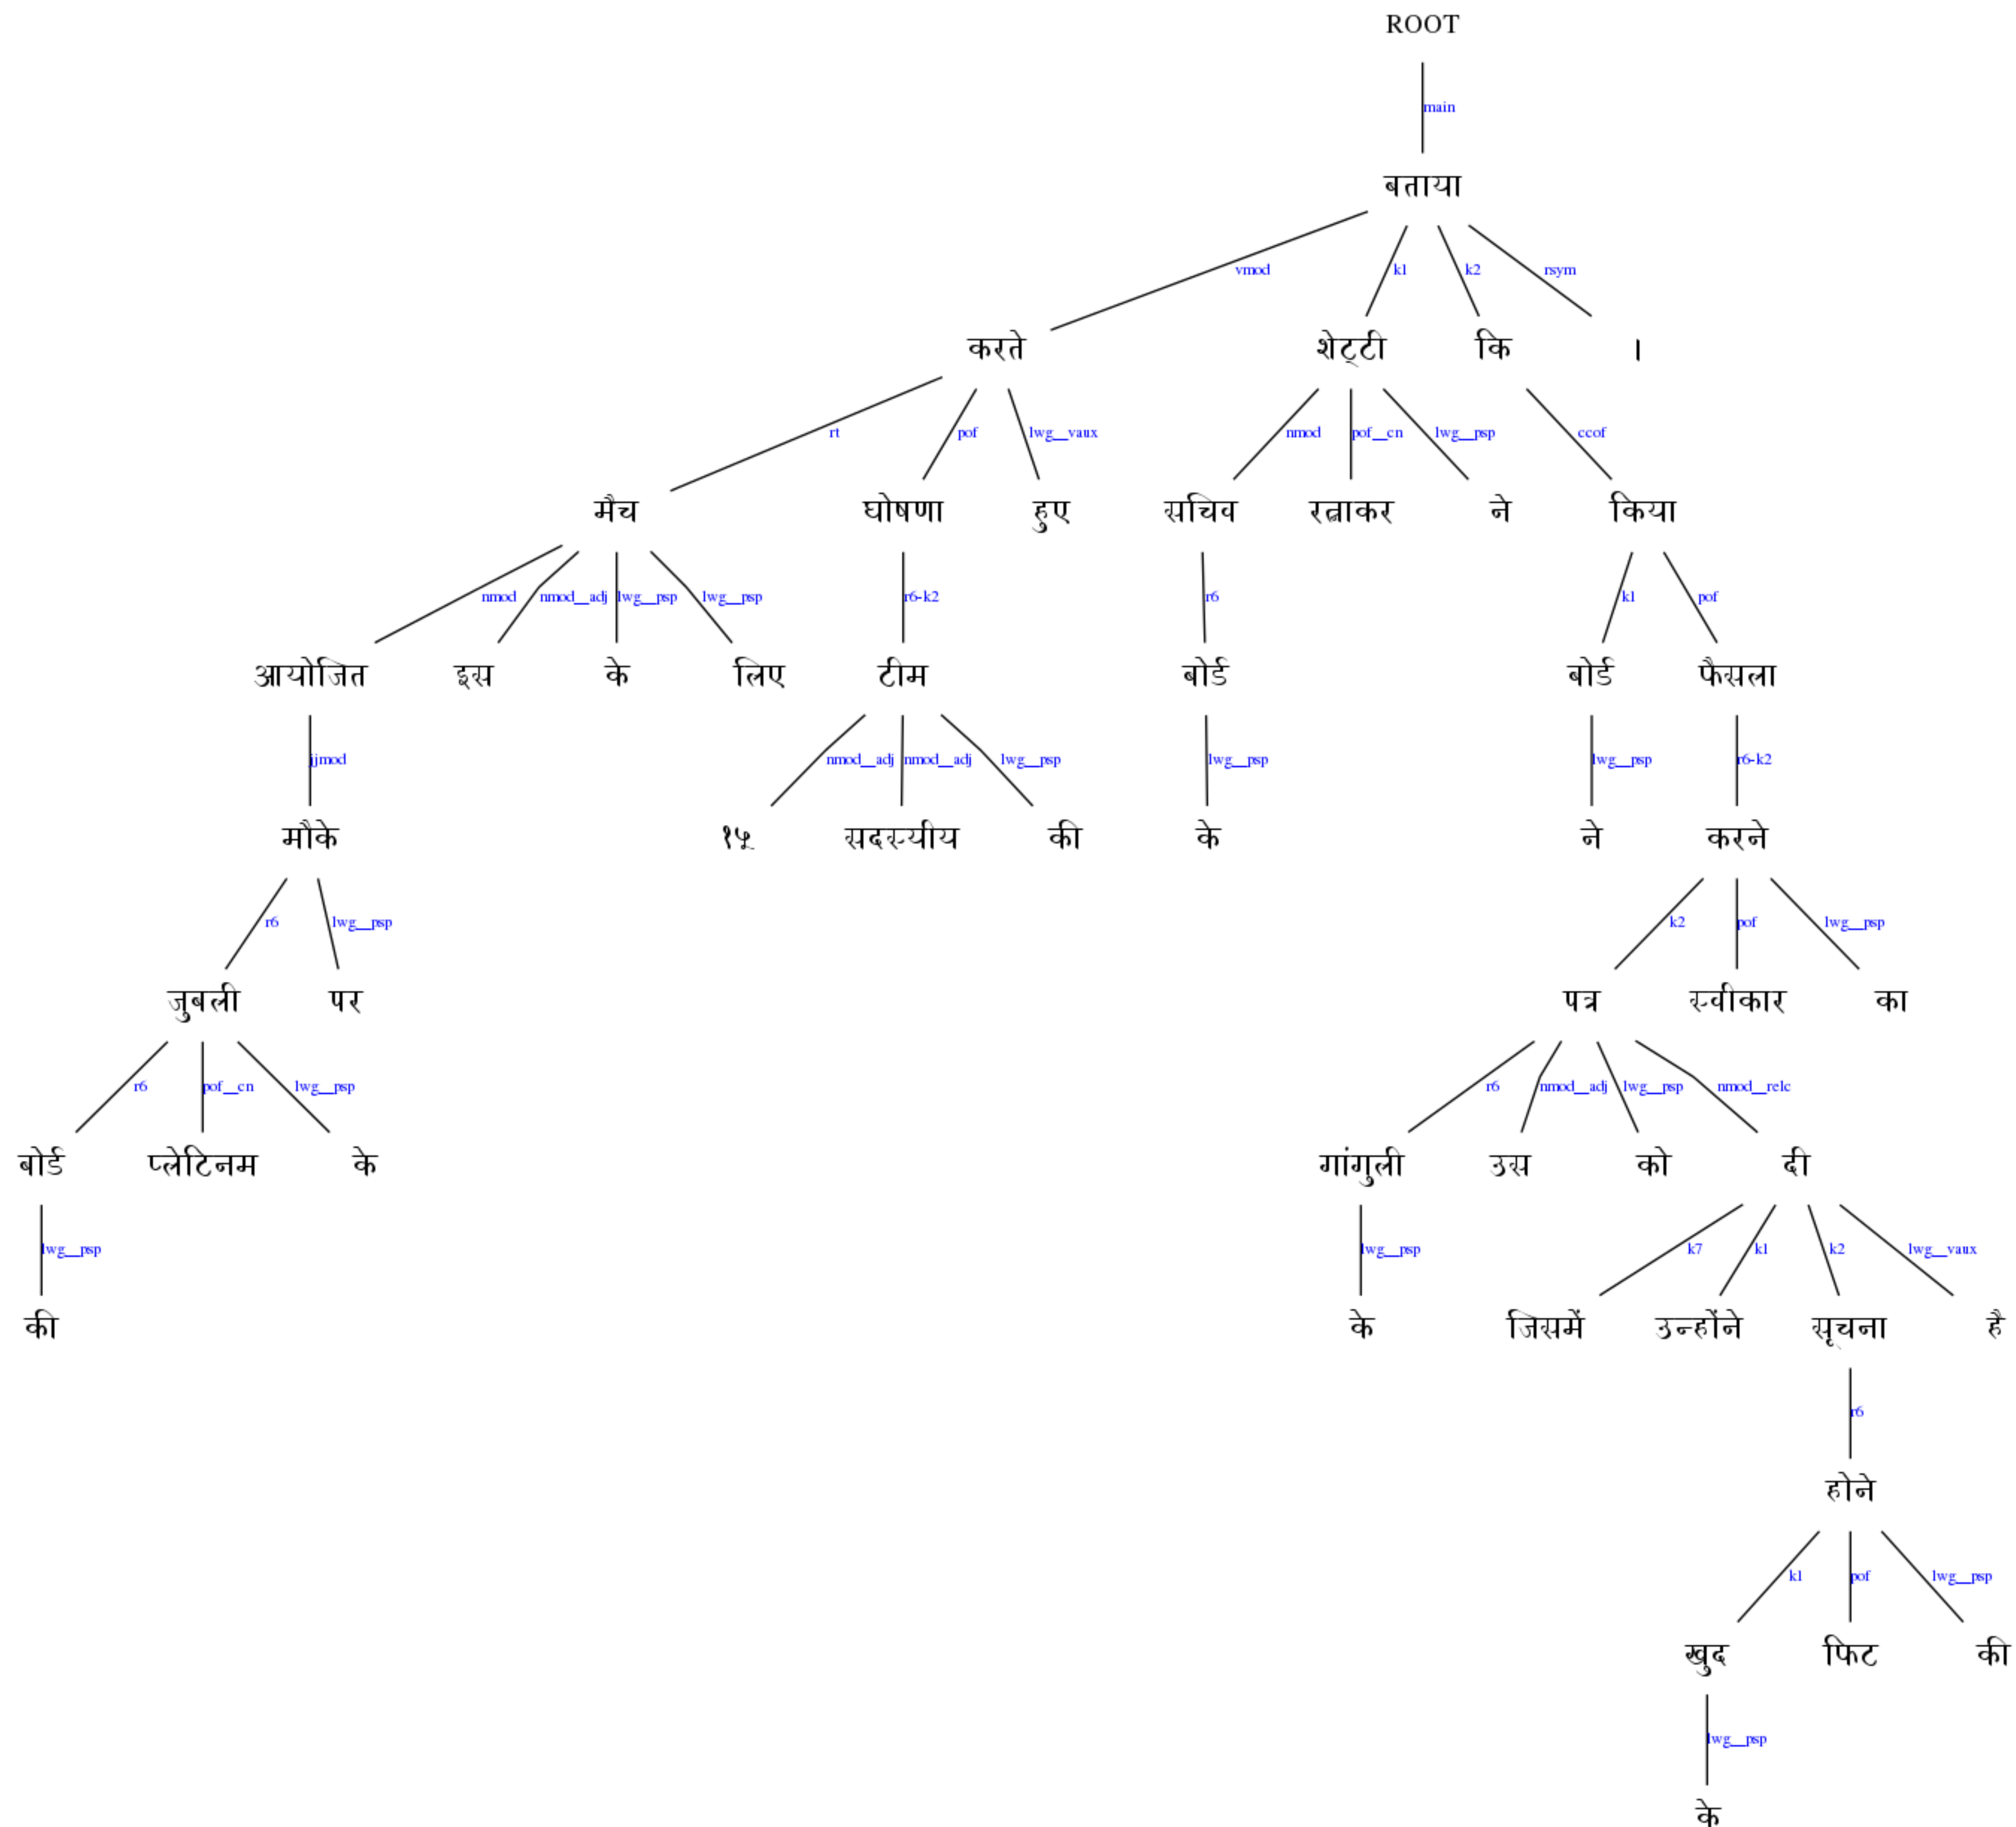 ROOT
main
बताया
vmod k1 k2 rsym
करते शेट्टी कि ।
rt pof lwg__vaux nmod pof__cn lwg__psp ccof
मैच घोषणा हुए सचिव रत्नाकर ने किया
nmod nmod__adj lwg__psp lwg__psp r6-k2 r6 k1 pof
आयोजित इस के लिए टीम बोर्ड बोर्ड फैसला
jjmod nmod__adj nmod__adj lwg__psp lwg__psp lwg__psp r6-k2
मौके १५ सदस्यीय की के ने करने
r6 lwg__psp k2 pof lwg__psp
जुबली पर पत्र स्वीकार का
r6 pof__cn lwg__psp r6 nmod__adj lwg__psp nmod__relc
बोर्ड प्लेटिनम के गांगुली उस को दी
lwg__psp lwg__psp k7 k1 k2 lwg__vaux
की के जिसमें उन्होंने सूचना है
r6
होने
k1 pof lwg__psp
खुद फिट की
lwg__psp
के